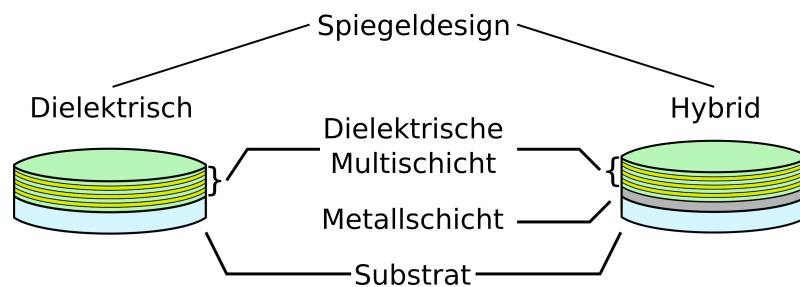 Spiegeldesign
Dielektrisch
Hybrid
Dielektrische
Multischicht
Metallschicht
Substrat